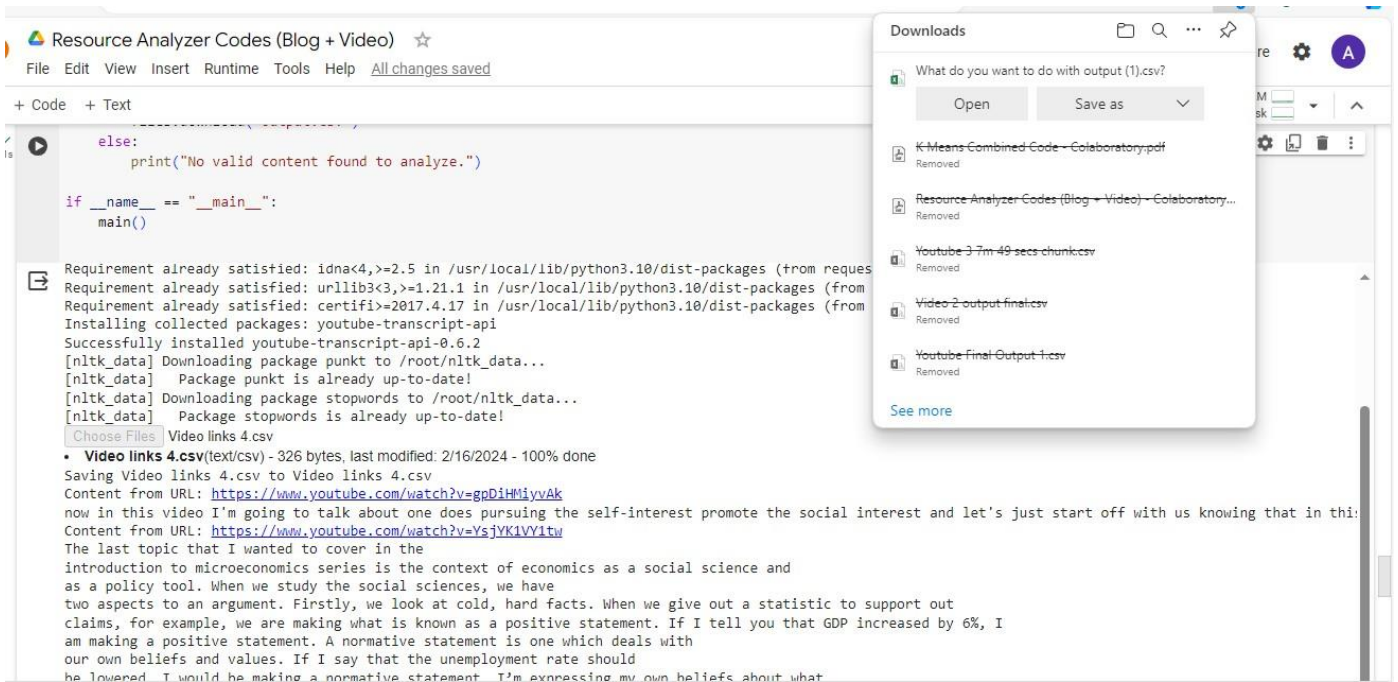 Resource Analyzer Codes (Blog + Video)
File Edit View Insert Runtime Tools Help All changes saved
+ Code + Text
else:
print("No valid content found to analyze.")
if __name__ == "__main__":
main()
Requirement already satisfied: idna<4,>=2.5 in /usr/local/lib/python3.10/dist-packages (from reques
Requirement already satisfied: urllib3<3,>=1.21.1 in /usr/local/lib/python3.10/dist-packages (from
Requirement already satisfied: certifi>=2017.4.17 in /usr/local/lib/python3.10/dist-packages (from
Installing collected packages: youtube-transcript-api
Successfully installed youtube-transcript-api-0.6.2
[nltk_data] Downloading package punkt to /root/nltk_data...
[nltk_data]   Package punkt is already up-to-date!
[nltk_data] Downloading package stopwords to /root/nltk_data...
[nltk_data]   Package stopwords is already up-to-date!
Choose Files Video links 4.csv
• Video links 4.csv(text/csv) - 326 bytes, last modified: 2/16/2024 - 100% done
Saving Video links 4.csv to Video links 4.csv
Content from URL: https://www.youtube.com/watch?v=gpDiHMiyvAk
now in this video I'm going to talk about one does pursuing the self-interest promote the social interest and let's just start off with us knowing that in this
Content from URL: https://www.youtube.com/watch?v=YsjYK1VY1tw
The last topic that I wanted to cover in the
introduction to microeconomics series is the context of economics as a social science and
as a policy tool. When we study the social sciences, we have
two aspects to an argument. Firstly, we look at cold, hard facts. When we give out a statistic to support out
claims, for example, we are making what is known as a positive statement. If I tell you that GDP increased by 6%, I
am making a positive statement. A normative statement is one which deals with
our own beliefs and values. If I say that the unemployment rate should
be lowered, I would be making a normative statement. I'm expressing my own beliefs about what
Downloads
What do you want to do with output (1).csv?
Open Save as
K Means Combined Code - Colaboratory.pdf
Removed
Resource Analyzer Codes (Blog + Video) - Colaboratory...
Removed
Youtube 3 7m 49 secs chunk.csv
Removed
Video 2 output final.csv
Removed
Youtube Final Output 1.csv
Removed
See more
re
A